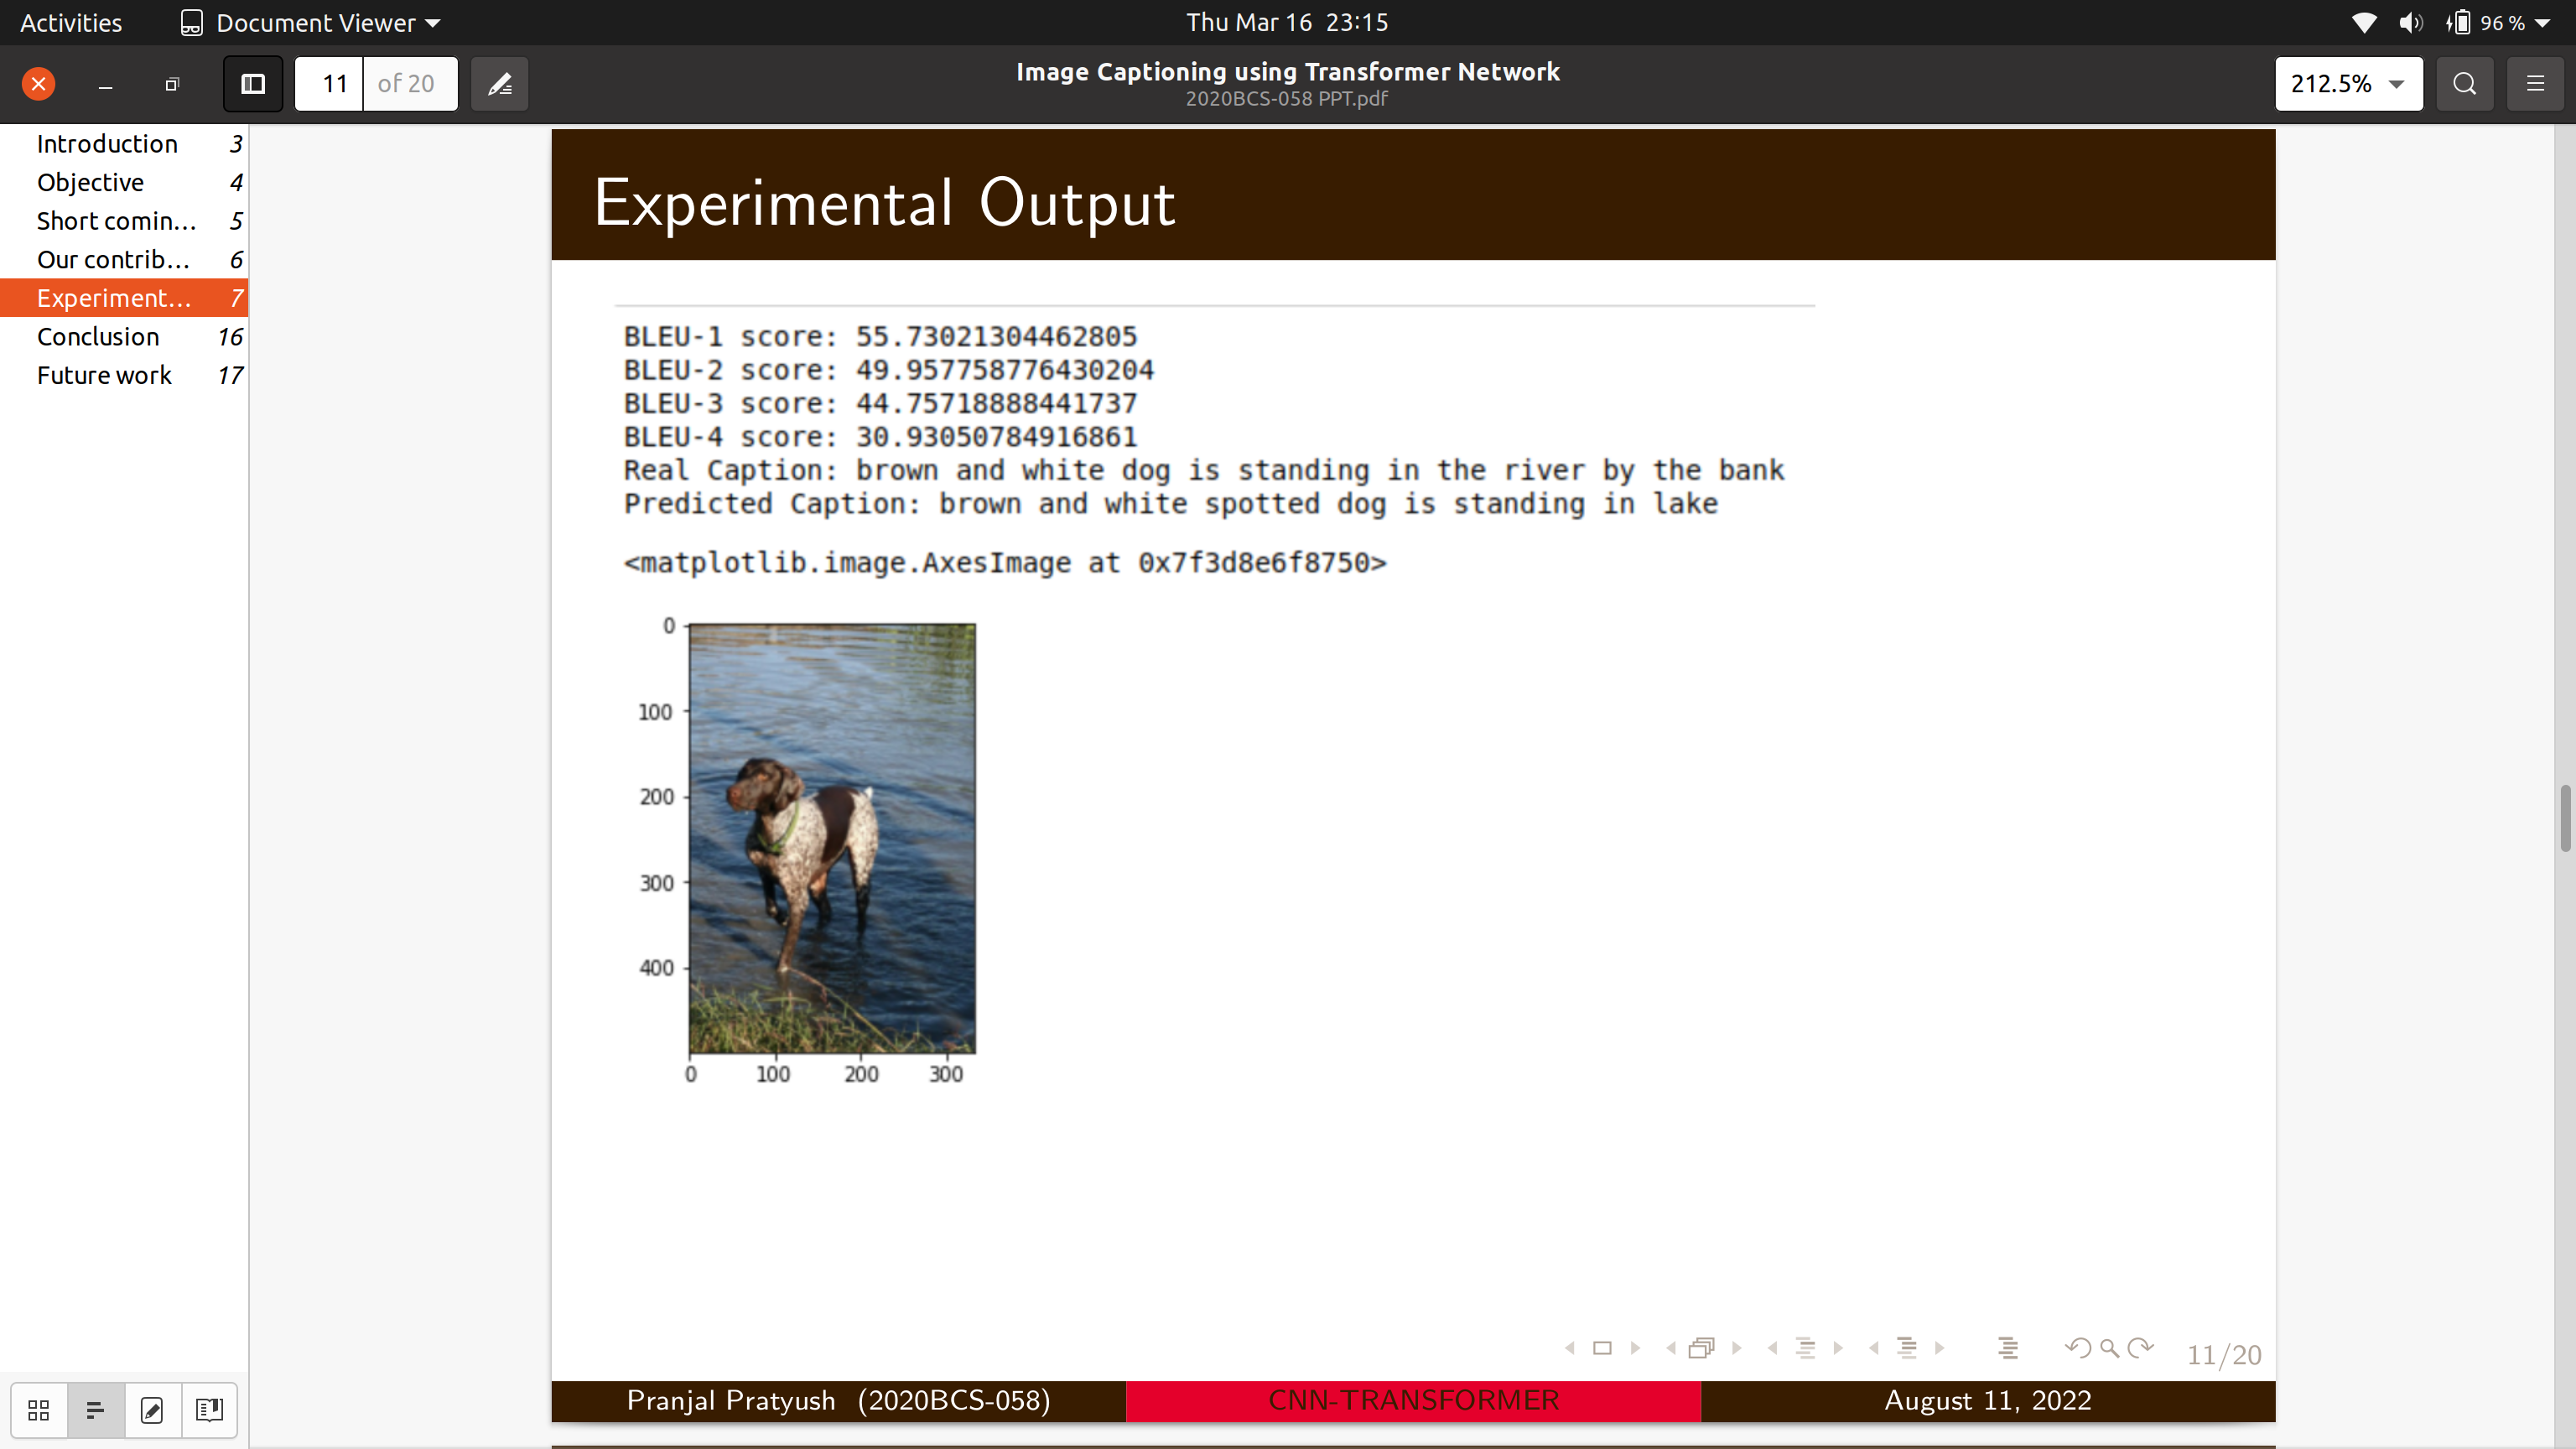 Activities Document Viewer Thu Mar 16 23:15 96 %
11 of 20 Image Captioning using Transformer Network 212.5%
2020BCS-058 PPT.pdf
Introduction 3
Objective 4
Short comin... 5
Our contrib... 6
Experiment... 7
Conclusion 16
Future work 17
Experimental Output
BLEU-1 score: 55.73021304462805
BLEU-2 score: 49.957758776430204
BLEU-3 score: 44.75718888441737
BLEU-4 score: 30.93050784916861
Real Caption: brown and white dog is standing in the river by the bank
Predicted Caption: brown and white spotted dog is standing in lake
<matplotlib.image.AxesImage at 0x7f3d8e6f8750>
0
100
200
300
400
0 100 200 300
11/20
Pranjal Pratyush (2020BCS-058) CNN-TRANSFORMER August 11, 2022